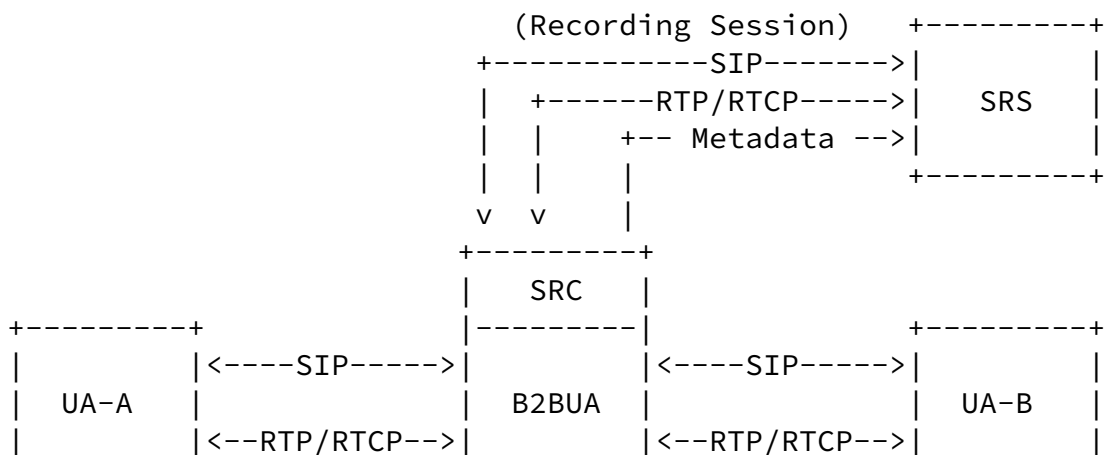 (Recording Session)    +---------+
+------------SIP------->|         |
|  +------RTP/RTCP----->|   SRS   |
|  |    +-- Metadata -->|         |
|  |    |               +---------+
v  v    |
+---------+
|   SRC   |
+---------+             |---------|             +---------+
|         |<----SIP----->|         |<----SIP----->|         |
|  UA-A   |             |  B2BUA  |             |  UA-B   |
|         |<--RTP/RTCP-->|         |<--RTP/RTCP-->|         |